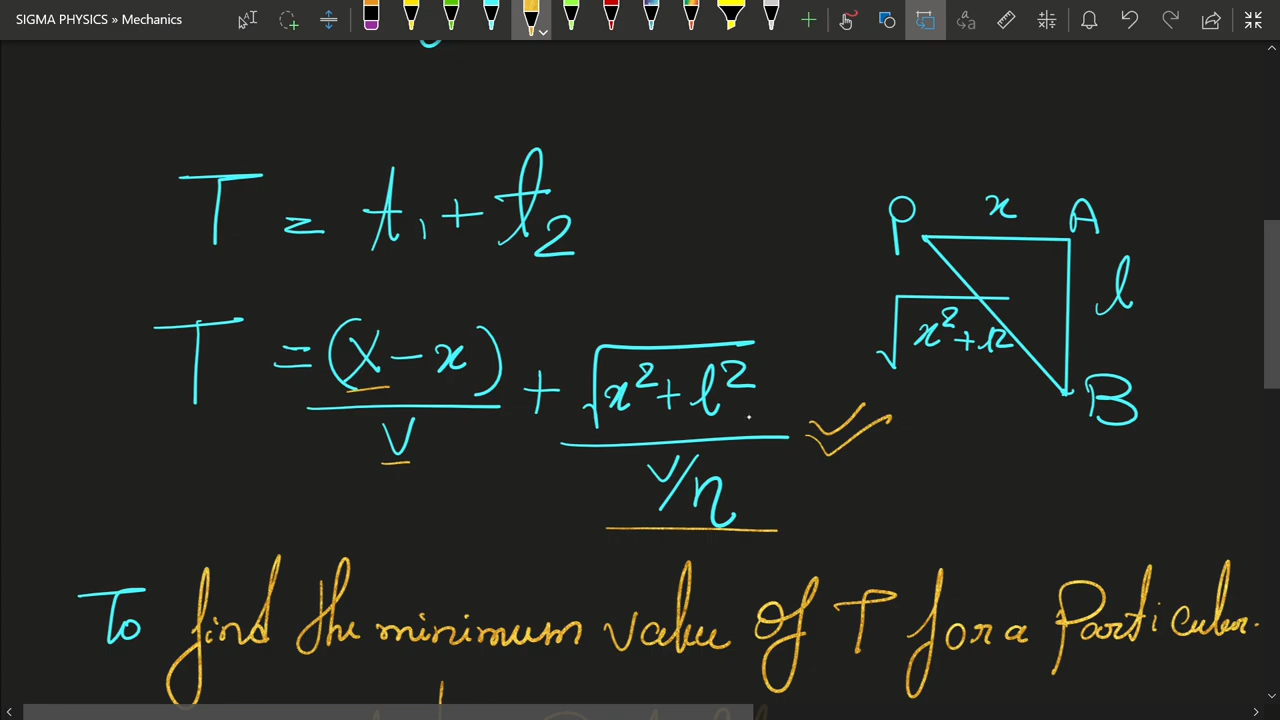 SIGMA PHYSICS » Mechanics
T = t₁ + t₂
P x A
l
√(x² + l²)
B
T = (X - x)/V + √(x² + l²)/(V/η)
To find the minimum value of T for a Particular